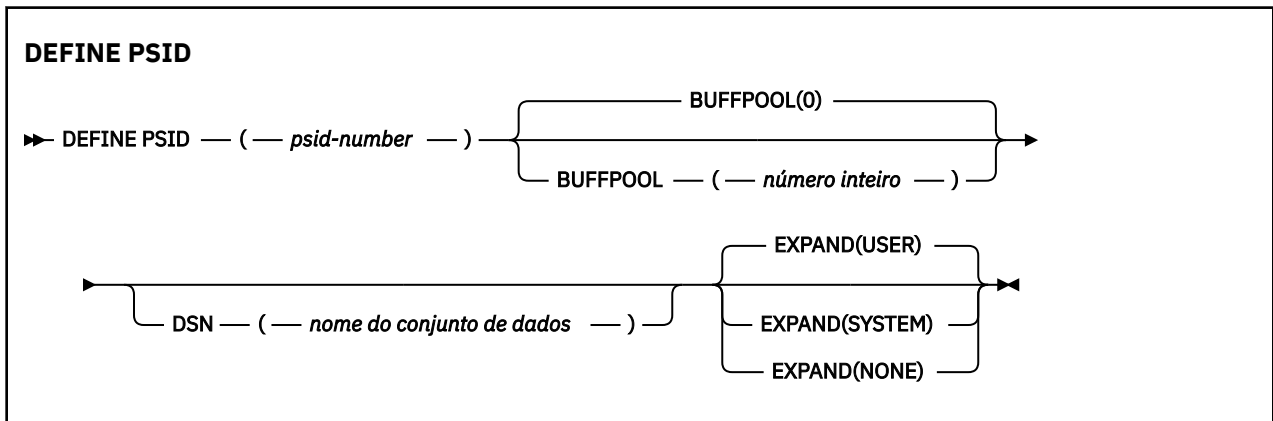 DEFINE PSID
BUFFPOOL(0)
DEFINE PSID ( psid-number )
BUFFPOOL ( número inteiro )
EXPAND(USER)
DSN ( nome do conjunto de dados )
EXPAND(SYSTEM)
EXPAND(NONE)